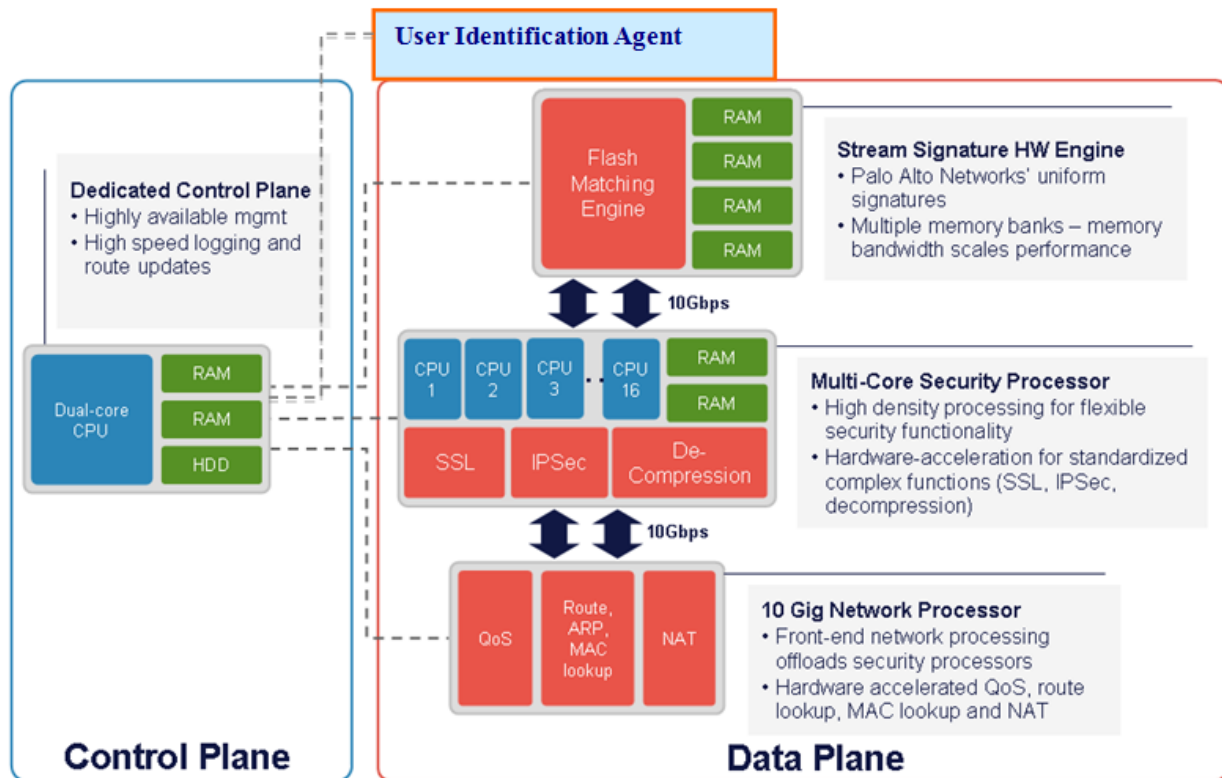 User Identification Agent
Dedicated Control Plane
• Highly available mgmt
• High speed logging and
route updates
Dual-core
CPU
RAM
RAM
HDD
Control Plane
Flash
Matching
Engine
RAM
RAM
RAM
RAM
Stream Signature HW Engine
• Palo Alto Networks' uniform
signatures
• Multiple memory banks – memory
bandwidth scales performance
10Gbps
CPU
1
CPU
2
CPU
3
..
CPU
16
RAM
RAM
SSL
IPSec
De-
Compression
Multi-Core Security Processor
• High density processing for flexible
security functionality
• Hardware-acceleration for standardized
complex functions (SSL, IPSec,
decompression)
10Gbps
QoS
Route,
ARP,
MAC
lookup
NAT
10 Gig Network Processor
• Front-end network processing
offloads security processors
• Hardware accelerated QoS, route
lookup, MAC lookup and NAT
Data Plane